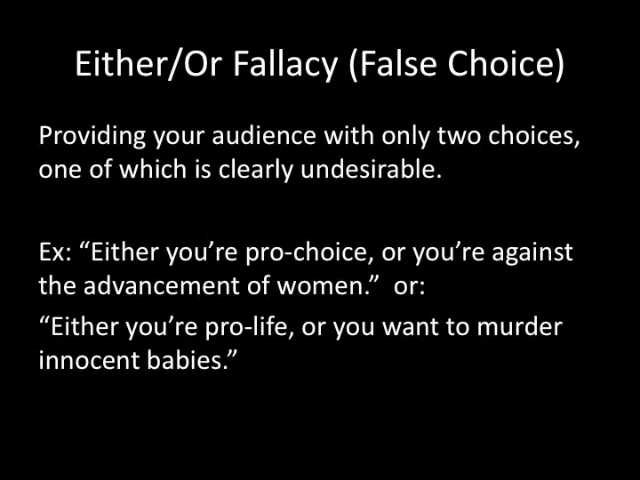 Either/Or Fallacy (False Choice)
Providing your audience with only two choices,
one of which is clearly undesirable.
Ex: “Either you’re pro-choice, or you’re against
the advancement of women.”  or:
“Either you’re pro-life, or you want to murder
innocent babies.”